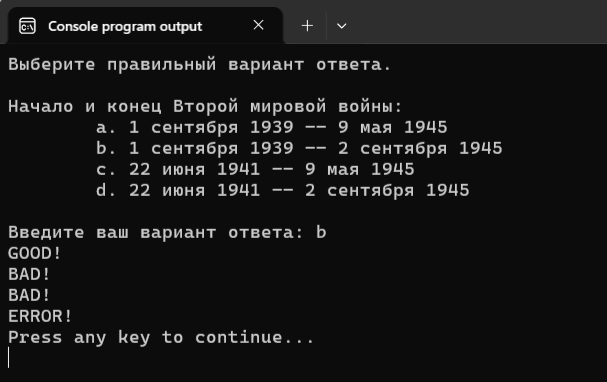 Console program output
Выберите правильный вариант ответа.
Начало и конец Второй мировой войны:
a. 1 сентября 1939 -- 9 мая 1945
b. 1 сентября 1939 -- 2 сентября 1945
c. 22 июня 1941 -- 9 мая 1945
d. 22 июня 1941 -- 2 сентября 1945
Введите ваш вариант ответа: b
GOOD!
BAD!
BAD!
ERROR!
Press any key to continue...